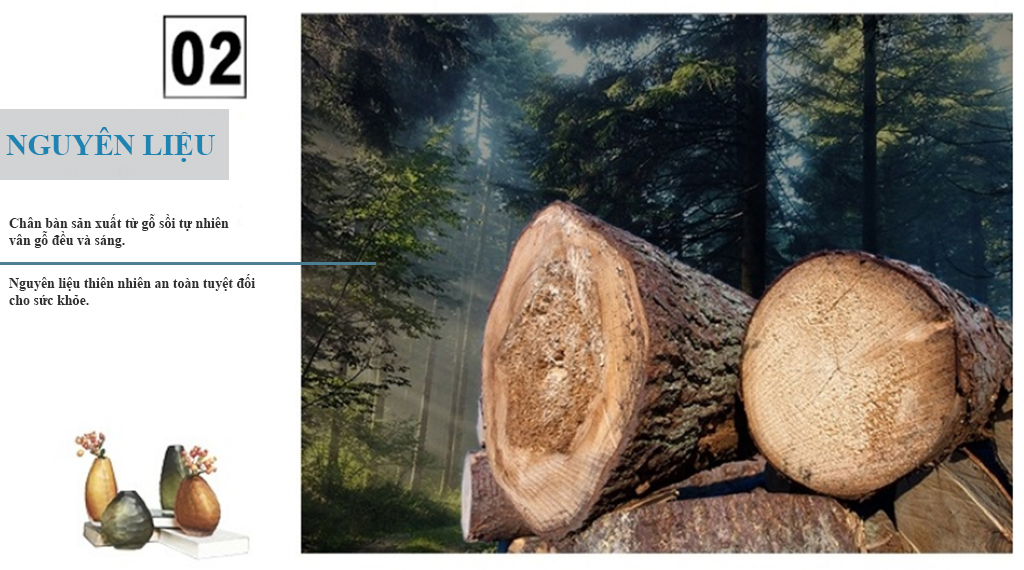 02
NGUYÊN LIỆU
Chân bàn sản xuất từ gỗ sồi tự nhiên
vân gỗ đều và sáng.
Nguyên liệu thiên nhiên an toàn tuyệt đối
cho sức khỏe.